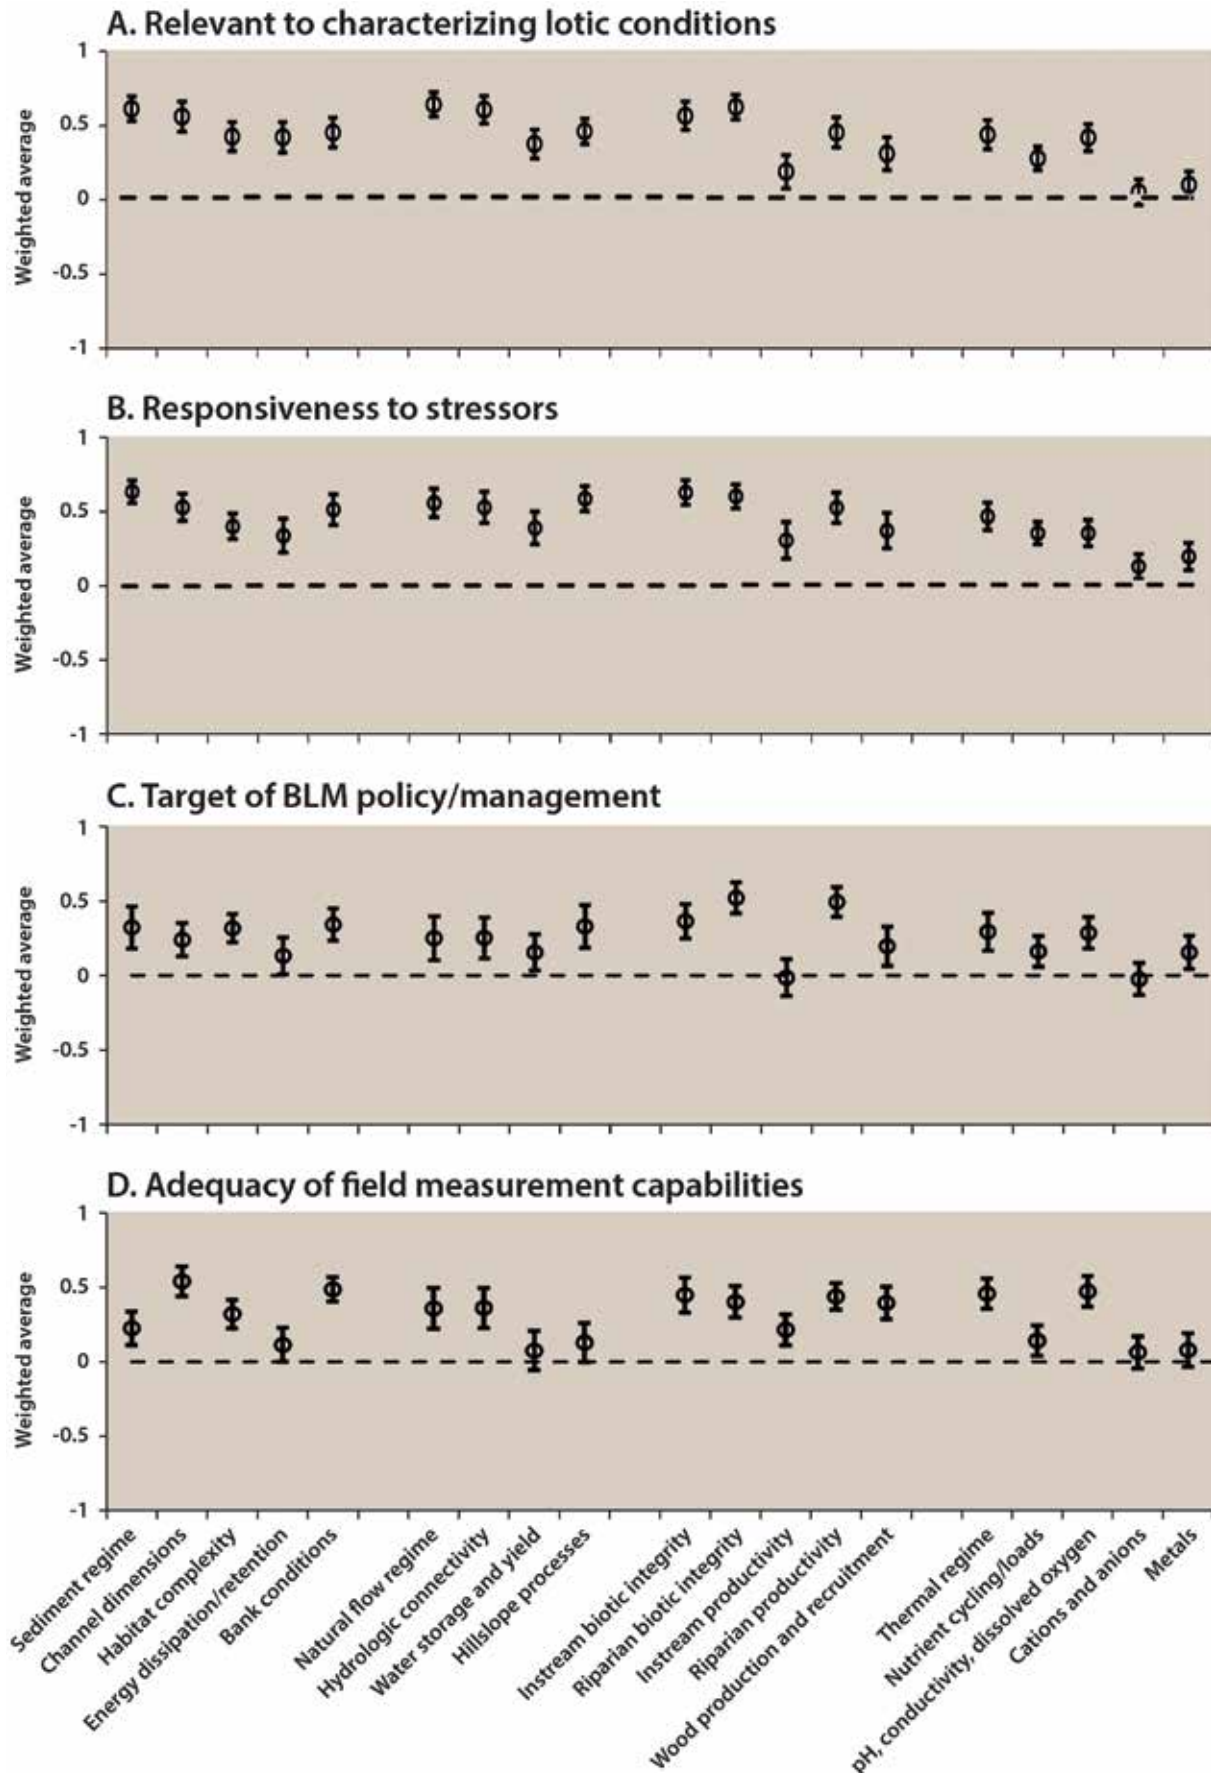 A. Relevant to characterizing lotic conditions
1
0.5
0
-0.5
-1
Weighted average
B. Responsiveness to stressors
1
0.5
0
-0.5
-1
Weighted average
C. Target of BLM policy/management
1
0.5
0
-0.5
-1
Weighted average
D. Adequacy of field measurement capabilities
1
0.5
0
-0.5
-1
Weighted average
Sediment regime
Channel dimensions
Habitat complexity
Energy dissipation/retention
Bank conditions
Natural flow regime
Hydrologic connectivity
Water storage and yield
Hillslope processes
Instream biotic integrity
Riparian biotic integrity
Instream productivity
Riparian productivity
Wood production and recruitment
Thermal regime
Nutrient cycling/loads
pH, conductivity, dissolved oxygen
Cations and anions
Metals